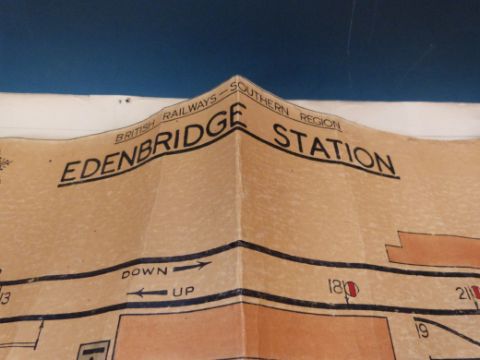 BRITISH RAILWAYS — SOUTHERN REGION
EDENBRIDGE STATION
DOWN
13
UP
18
21
19